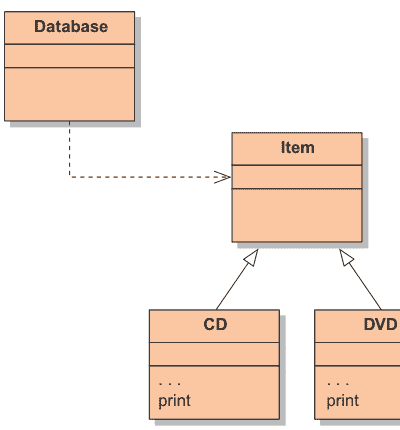 Database
Item
CD
DVD
. . .
print
. . .
print